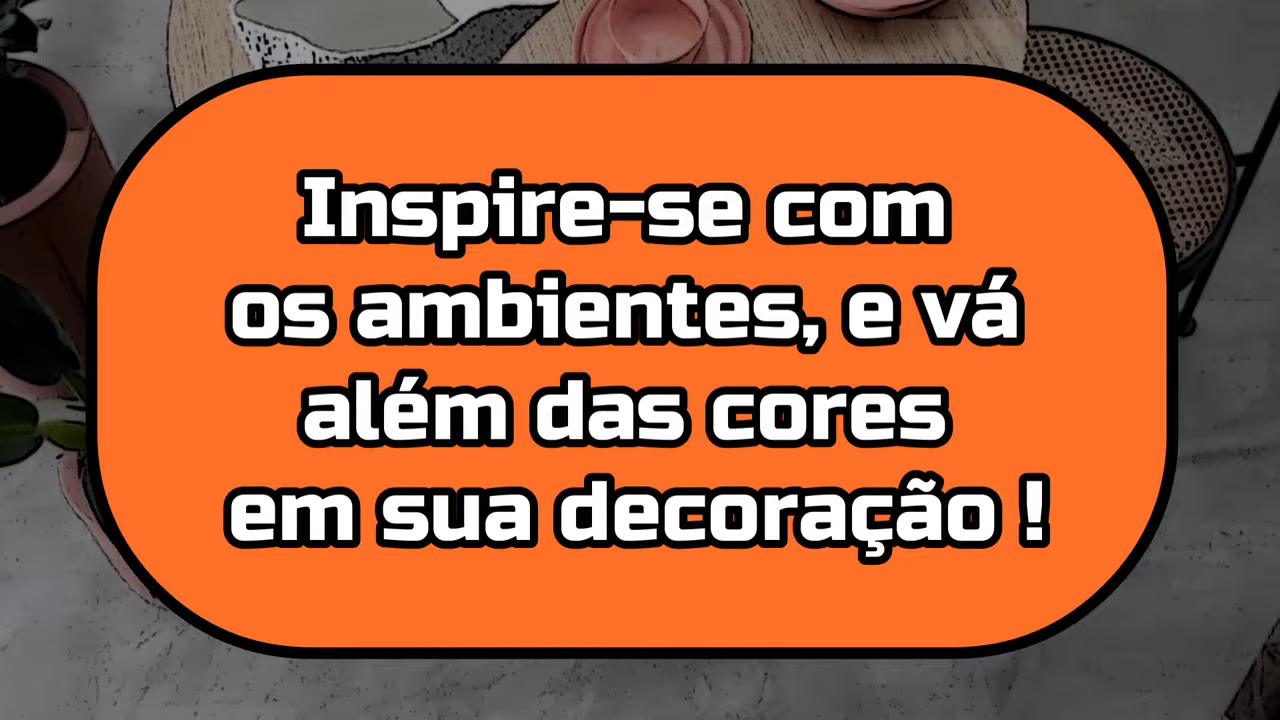 Inspire-se com
os ambientes, e vá
além das cores
em sua decoração !